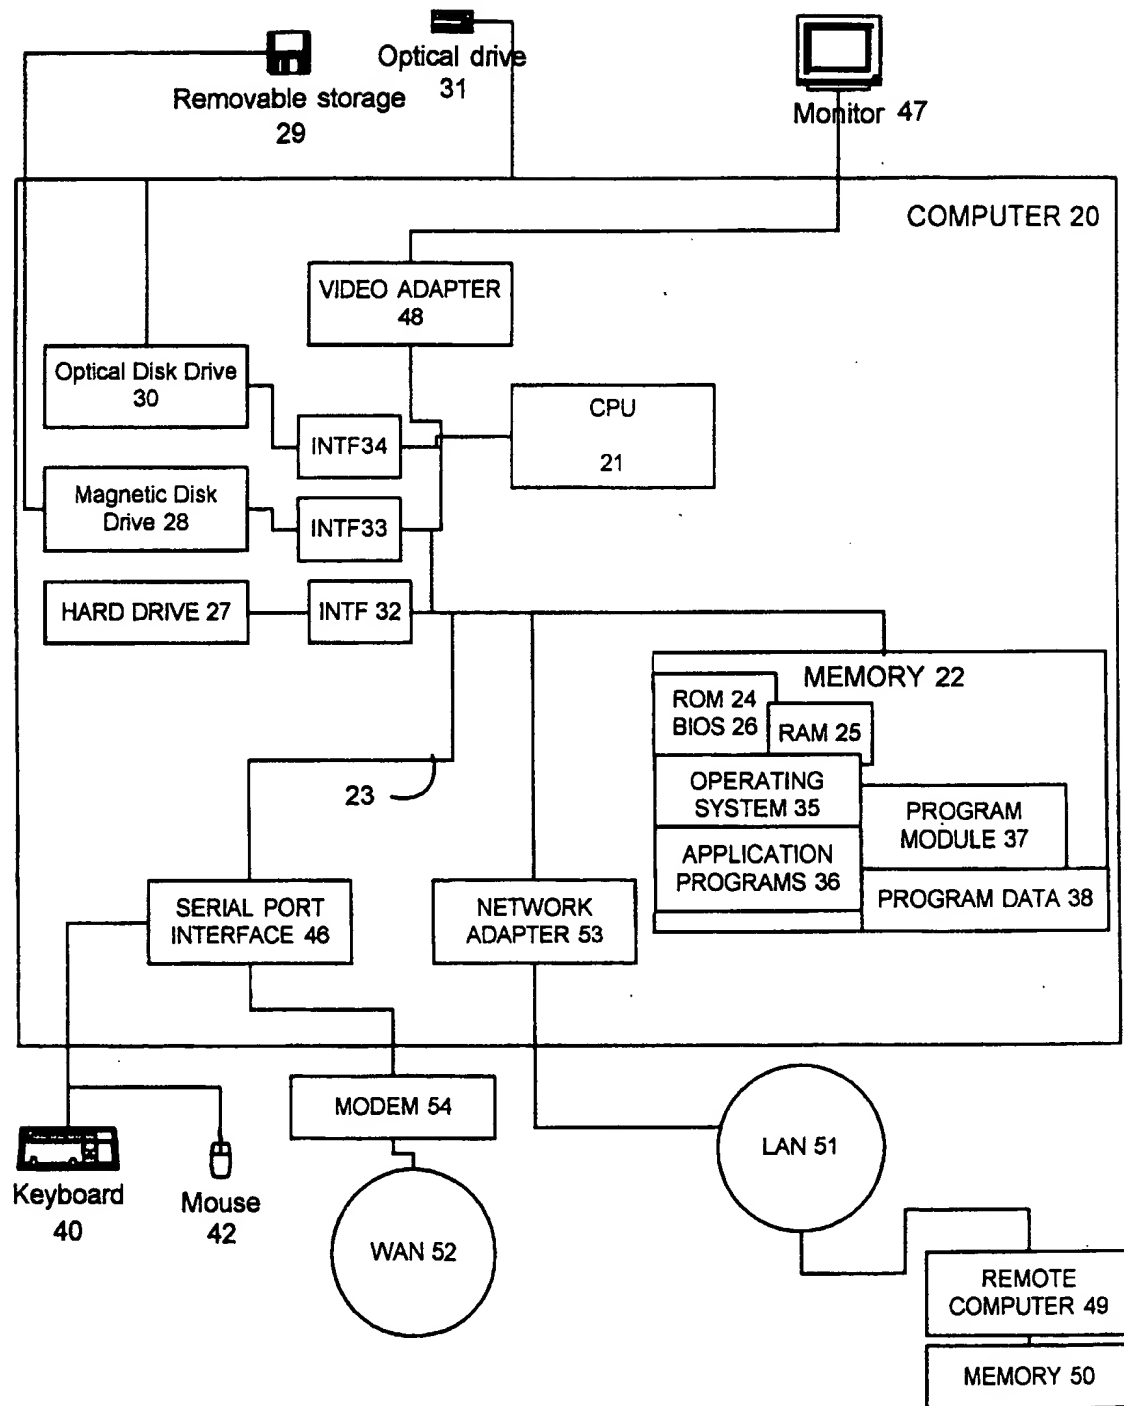 Optical drive
31
Removable storage
29
Monitor 47
COMPUTER 20
VIDEO ADAPTER
48
Optical Disk Drive
30
CPU
21
INTF34
Magnetic Disk
Drive 28
INTF33
HARD DRIVE 27
INTF 32
MEMORY 22
ROM 24
BIOS 26
RAM 25
OPERATING
SYSTEM 35
23
PROGRAM
MODULE 37
APPLICATION
PROGRAMS 36
PROGRAM DATA 38
SERIAL PORT
INTERFACE 46
NETWORK
ADAPTER 53
MODEM 54
LAN 51
Keyboard
40
Mouse
42
WAN 52
REMOTE
COMPUTER 49
MEMORY 50